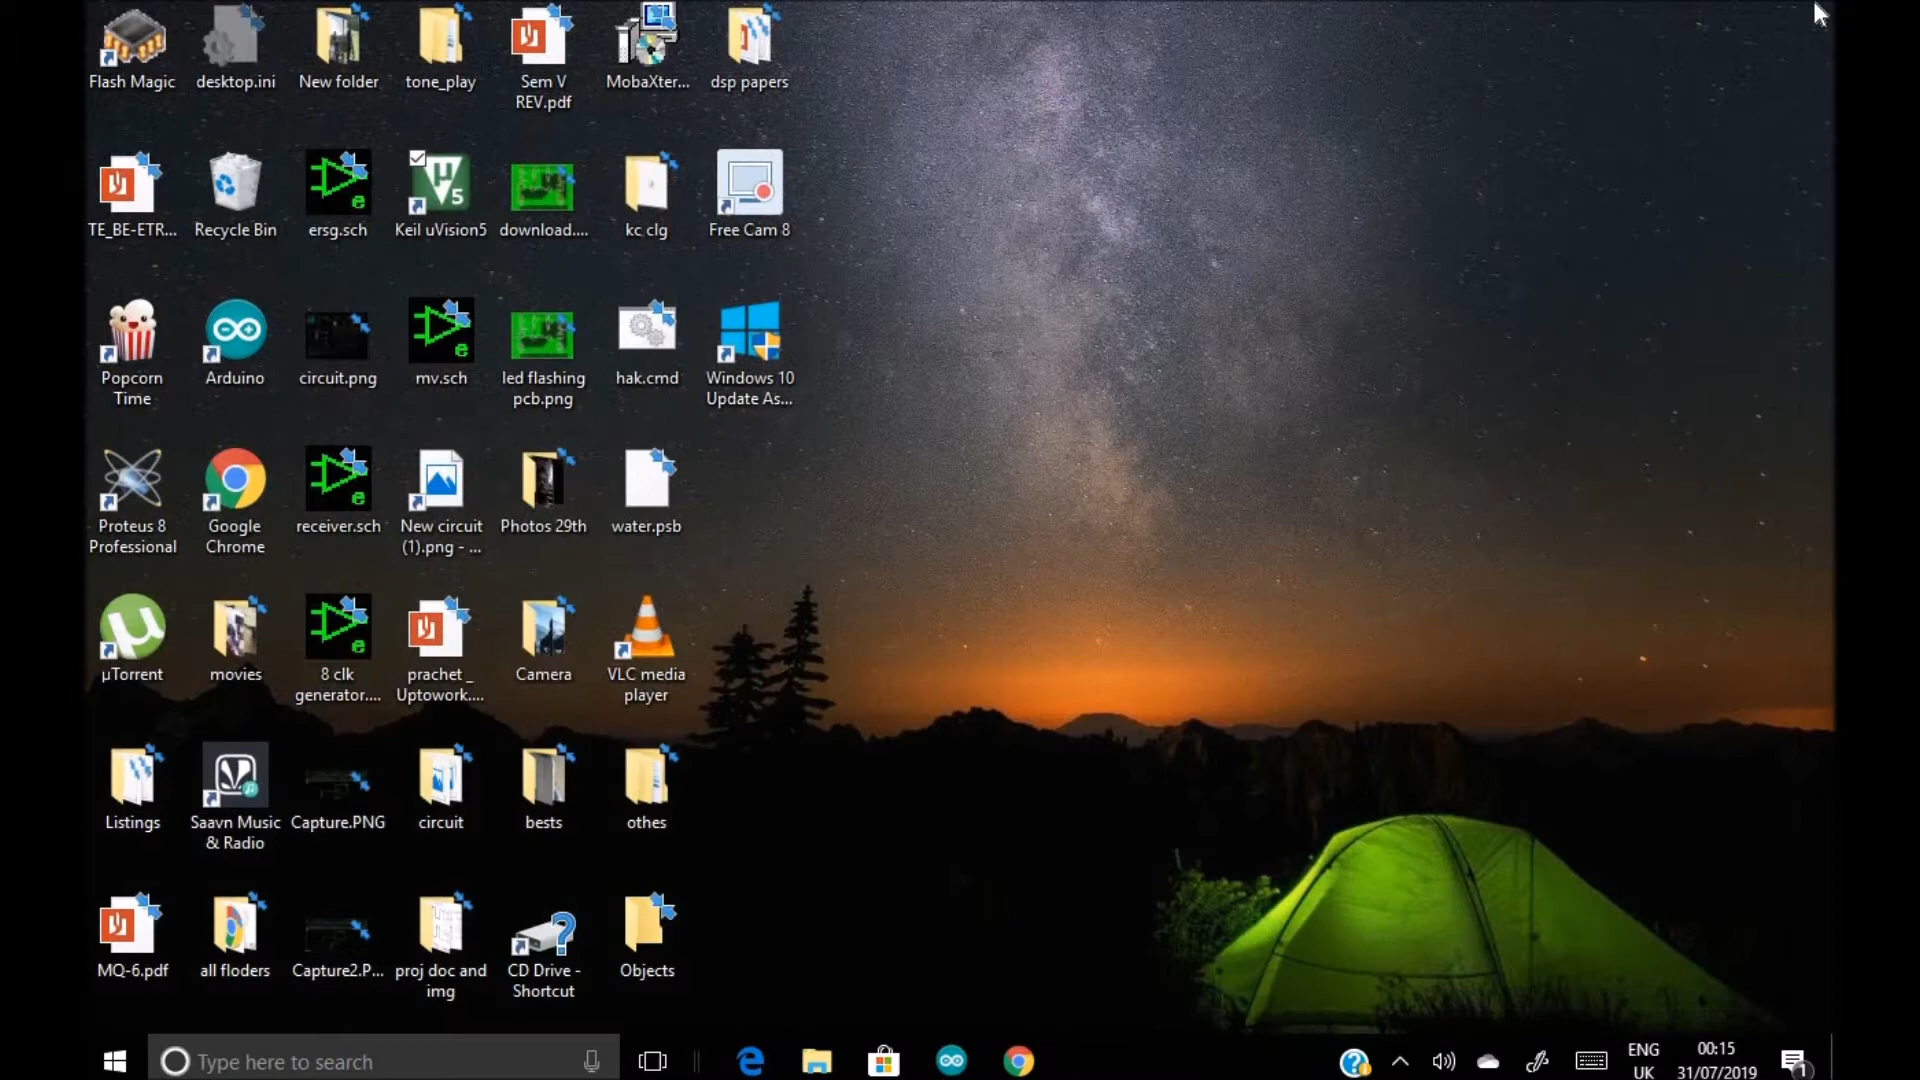 Flash Magic
desktop.ini
New folder
tone_play
Sem V
REV.pdf
MobaXter...
dsp papers
TE_BE-ETR...
Recycle Bin
ersg.sch
Keil uVision5
download....
kc clg
Free Cam 8
Popcorn
Time
Arduino
circuit.png
mv.sch
led flashing
pcb.png
hak.cmd
Windows 10
Update As...
Proteus 8
Professional
Google
Chrome
receiver.sch
New circuit
(1).png - ...
Photos 29th
water.psb
µTorrent
movies
8 clk
generator....
prachet _
Uptowork....
Camera
VLC media
player
Listings
Saavn Music
& Radio
Capture.PNG
circuit
bests
othes
MQ-6.pdf
all floders
Capture2.P...
proj doc and
img
CD Drive -
Shortcut
Objects
Type here to search
ENG
UK
00:15
31/07/2019
1